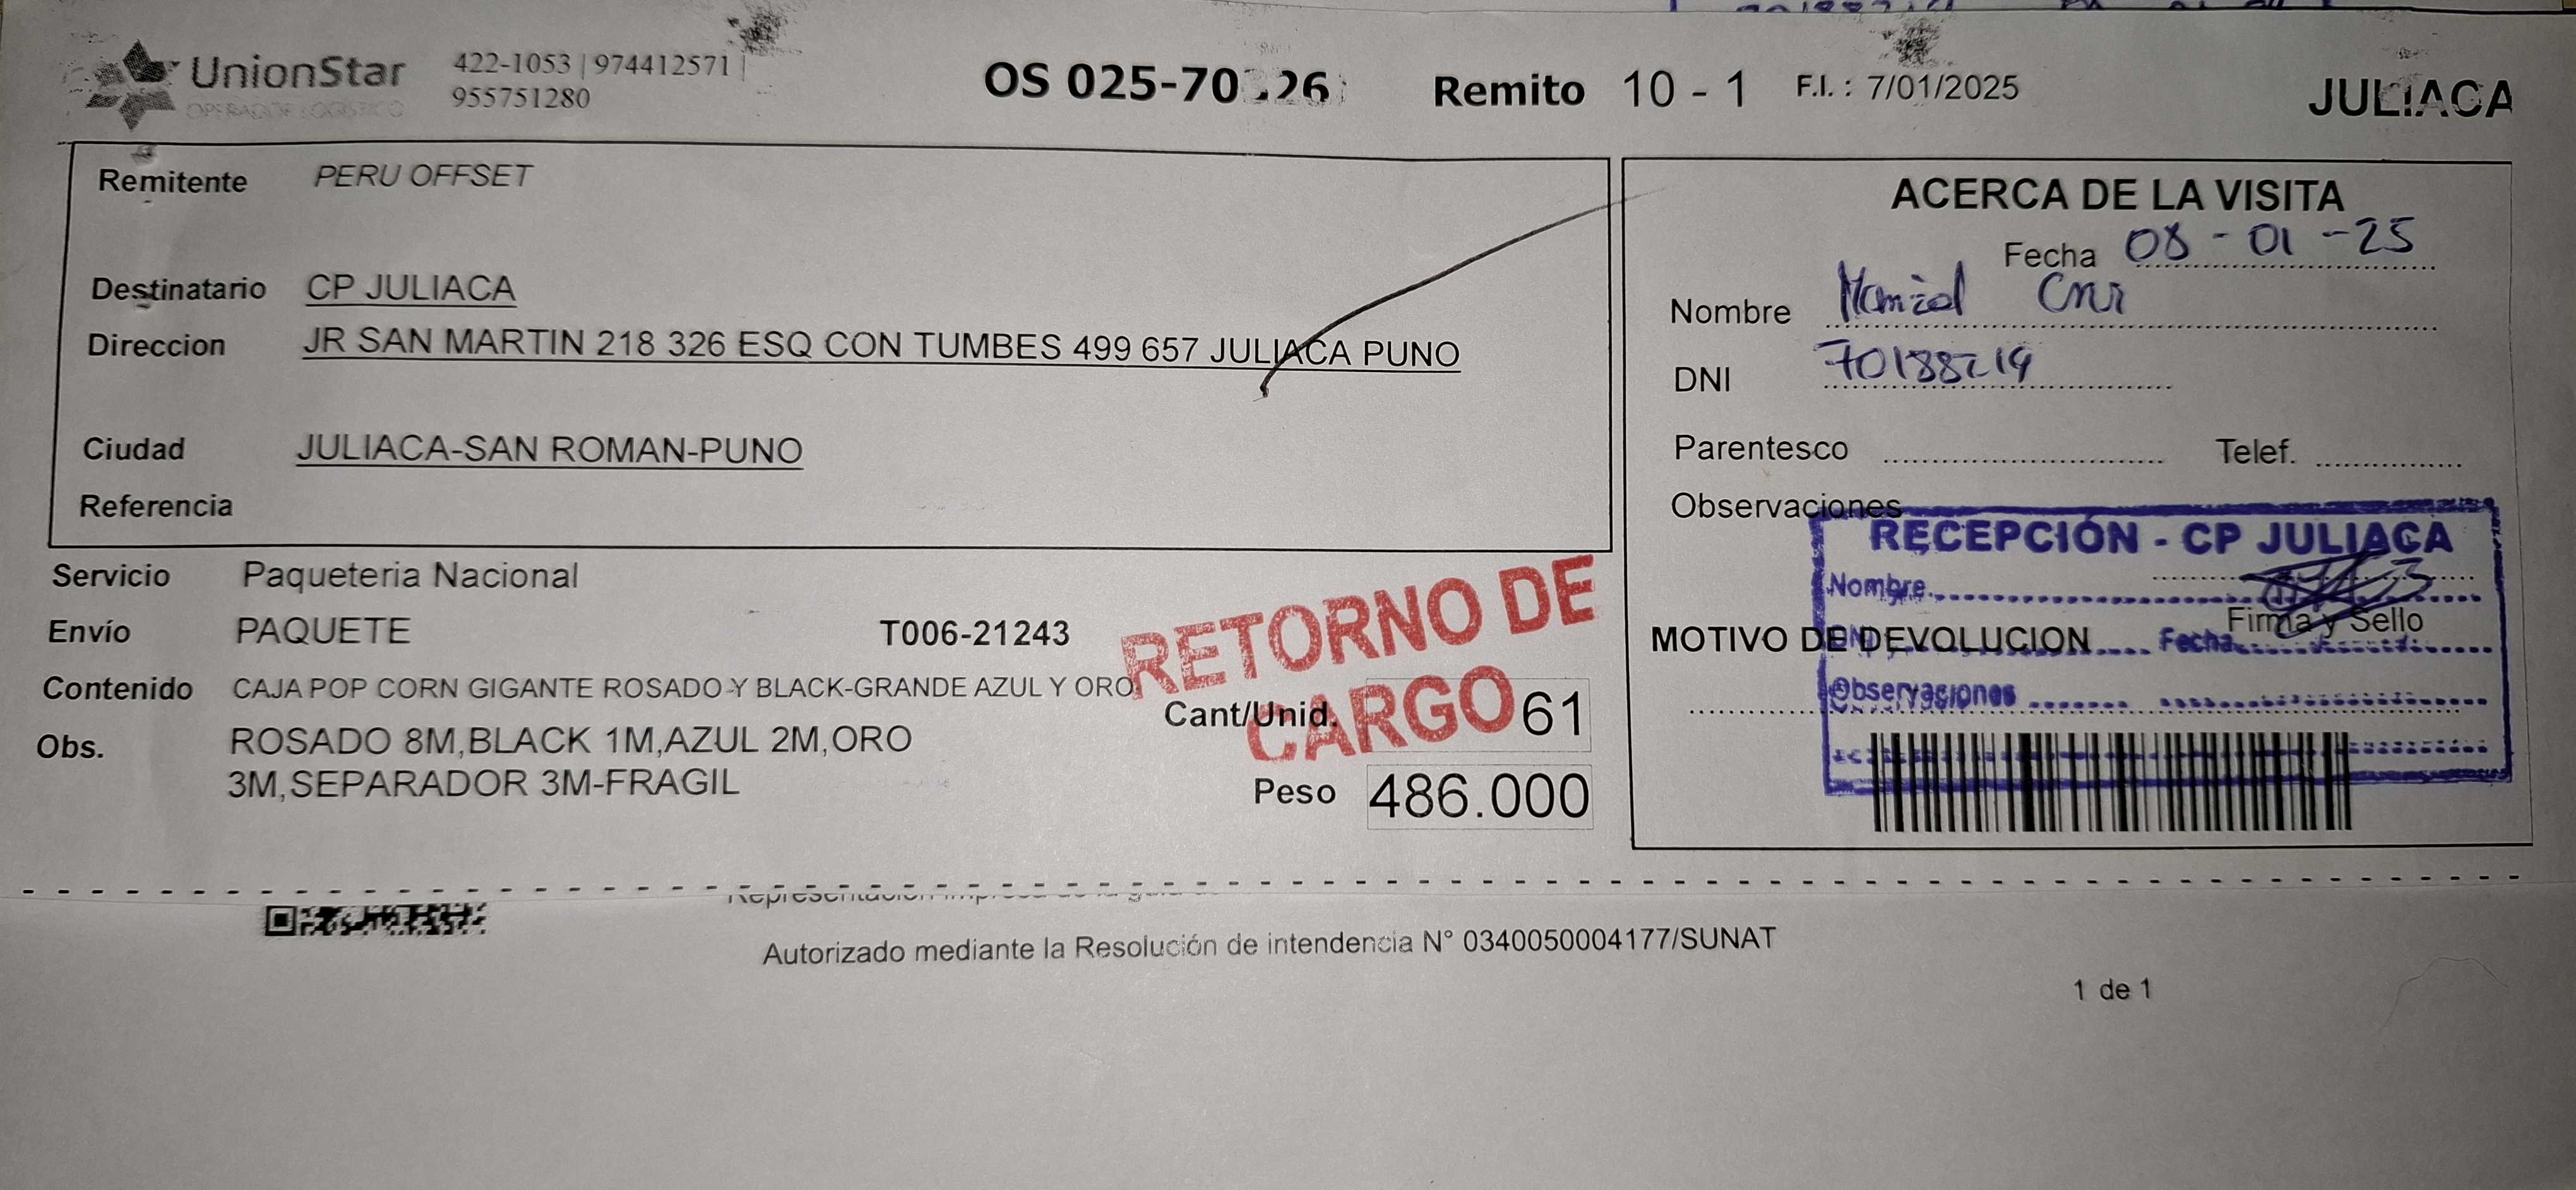 UnionStar
OPERADOR LOGISTICO
422-1053 | 974412571 |
955751280
Remito 10 - 1 F.I. : 7/01/2025
JULIACA
Remitente PERU OFFSET
Destinatario CP JULIACA
Direccion JR SAN MARTIN 218 326 ESQ CON TUMBES 499 657 JULIACA PUNO
Ciudad JULIACA-SAN ROMAN-PUNO
Referencia
Servicio Paqueteria Nacional
Envío PAQUETE T006-21243
Contenido CAJA POP CORN GIGANTE ROSADO Y BLACK-GRANDE AZUL Y ORO
Obs. ROSADO 8M,BLACK 1M,AZUL 2M,ORO
3M,SEPARADOR 3M-FRAGIL
Cant/Unid. 61
Peso 486.000
RETORNO DE
CARGO
ACERCA DE LA VISITA
Fecha 08-01-25
Nombre
DNI 70188214
Parentesco Telef.
Observaciones
Firma y Sello
MOTIVO DE DEVOLUCION
RECEPCIÓN - CP JULIACA
Nombre
Fecha
Observaciones
Autorizado mediante la Resolución de intendencia N° 0340050004177/SUNAT
1 de 1